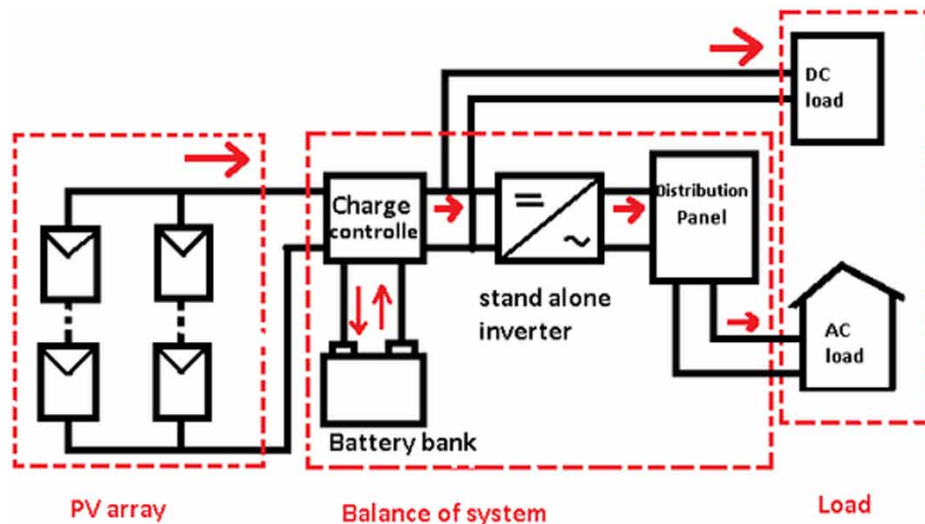 DC
load
Charge
controlle
Distribution
Panel
stand alone
inverter
AC
load
Battery bank
PV array
Balance of system
Load